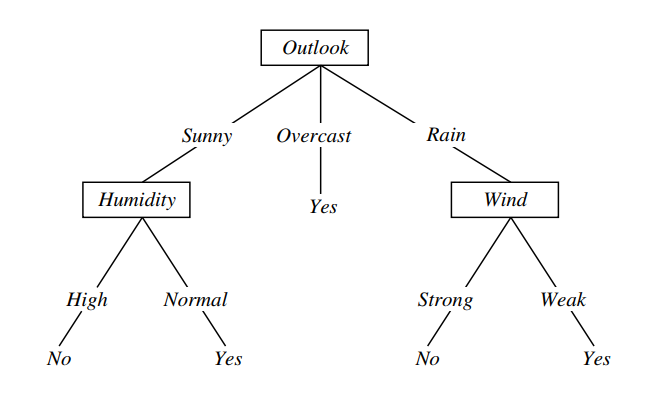 Outlook
Sunny Overcast Rain
Humidity Yes Wind
High Normal Strong Weak
No Yes No Yes